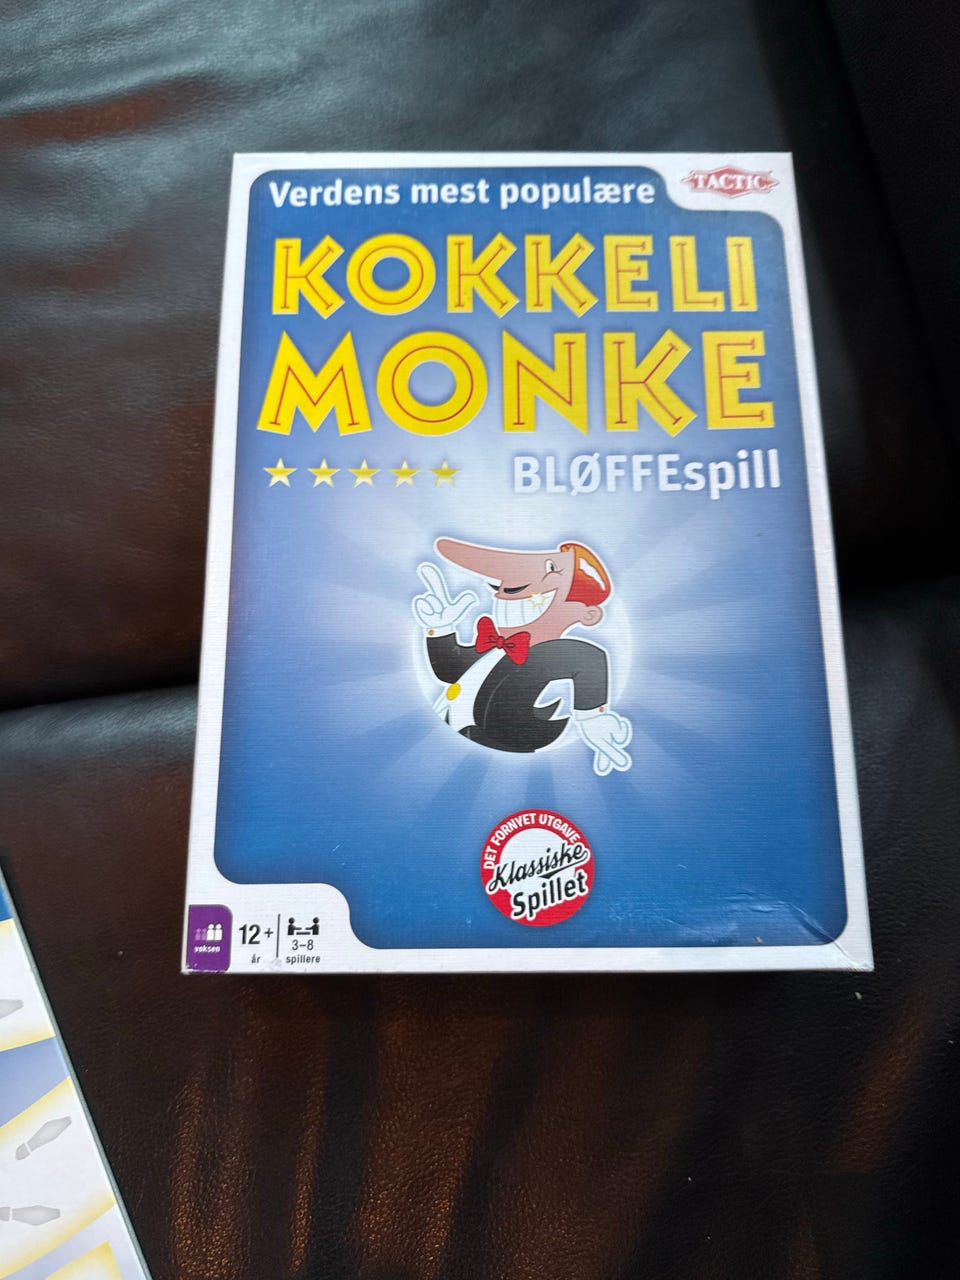 Verdens mest populære
TACTIC
KOKKELI
MONKE
BLØFFEspill
DET FORNYET UTGAVE
Klassiske
Spillet
voksen
12+
år
3-8
spillere